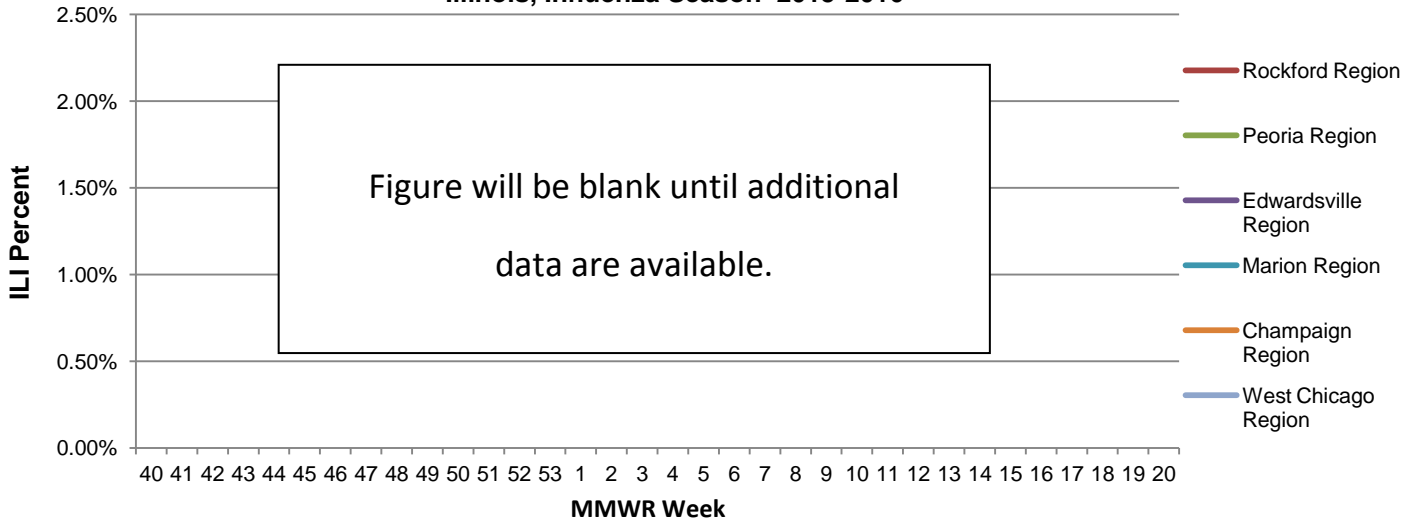 Illinois, Influenza Season 2015-2016
2.50%
2.00%
1.50%
1.00%
0.50%
0.00%
ILI Percent
Figure will be blank until additional
data are available.
40 41 42 43 44 45 46 47 48 49 50 51 52 53 1 2 3 4 5 6 7 8 9 10 11 12 13 14 15 16 17 18 19 20
MMWR Week
Rockford Region
Peoria Region
Edwardsville
Region
Marion Region
Champaign
Region
West Chicago
Region